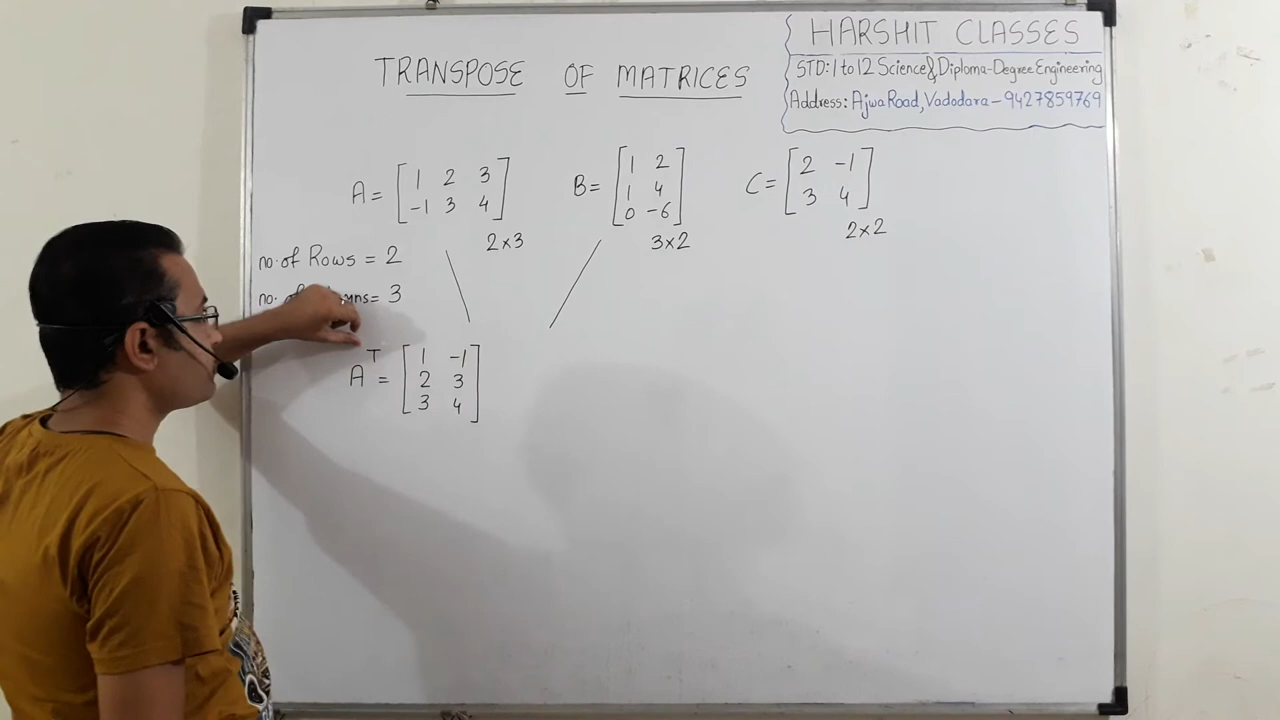 TRANSPOSE OF MATRICES
HARSHIT CLASSES
STD: 1 to 12 Science & Diploma-Degree Engineering
Address: Ajwa Road, Vadodara - 9427859769
A = [ 1 2 3
-1 3 4 ]
2×3
B = [ 1 2
1 4
0 -6 ]
3×2
C = [ 2 -1
3 4 ]
2×2
no. of Rows = 2
no. of = 3
A^T = [ 1 -1
2 3
3 4 ]